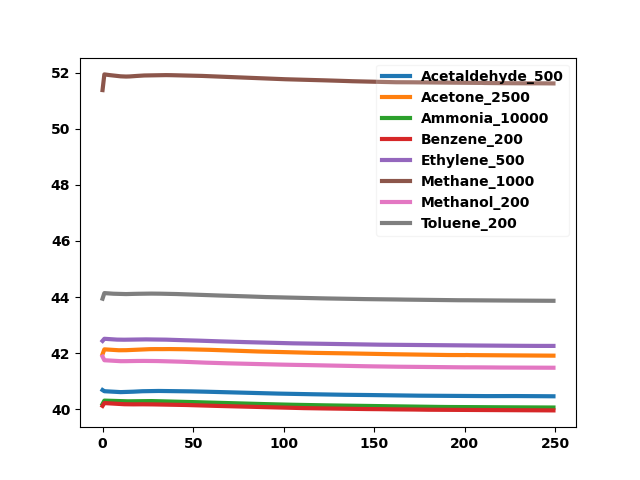 52
50
48
46
44
42
40
0
50
100
150
200
250
Acetaldehyde_500
Acetone_2500
Ammonia_10000
Benzene_200
Ethylene_500
Methane_1000
Methanol_200
Toluene_200